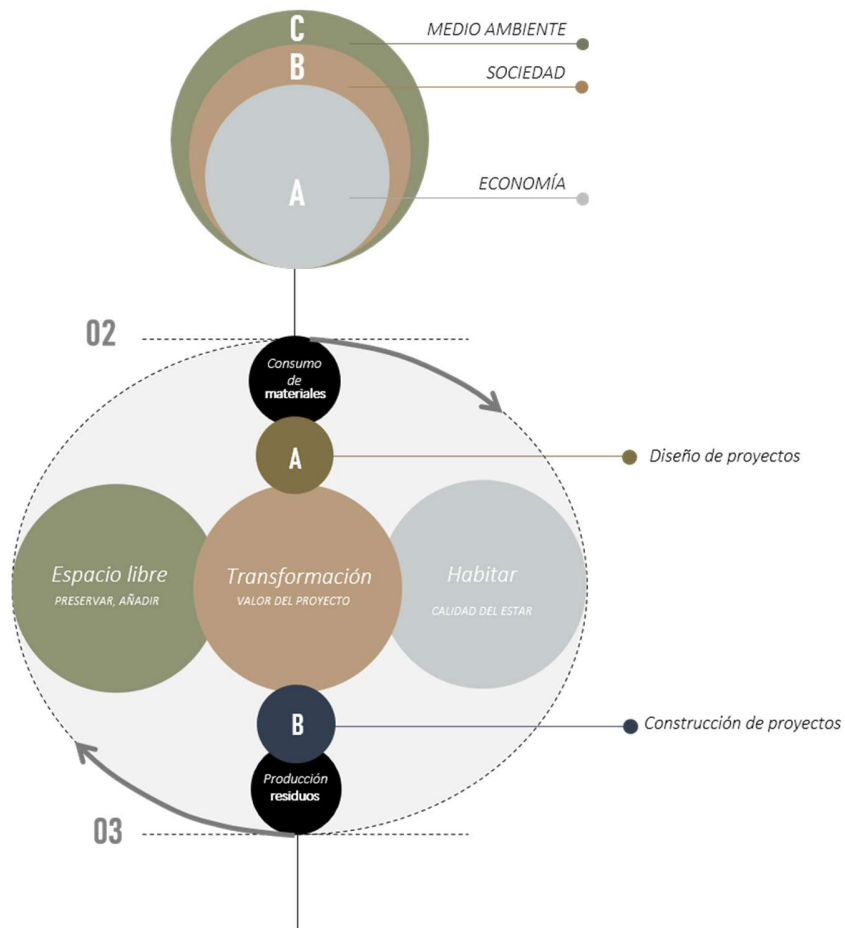 C
MEDIO AMBIENTE
B
SOCIEDAD
A
ECONOMÍA
02
Consumo
de
materiales
A
Diseño de proyectos
Espacio libre
PRESERVAR, AÑADIR
Transformación
VALOR DEL PROYECTO
Habitar
CALIDAD DEL ESTAR
B
Construcción de proyectos
Producción
residuos
03